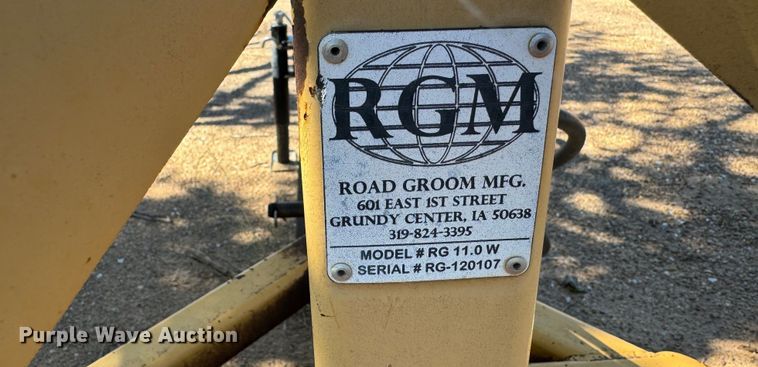 RGM
ROAD GROOM MFG.
601 EAST 1ST STREET
GRUNDY CENTER, IA 50638
319-824-3395
MODEL # RG 11.0 W
SERIAL # RG-120107
Purple Wave Auction